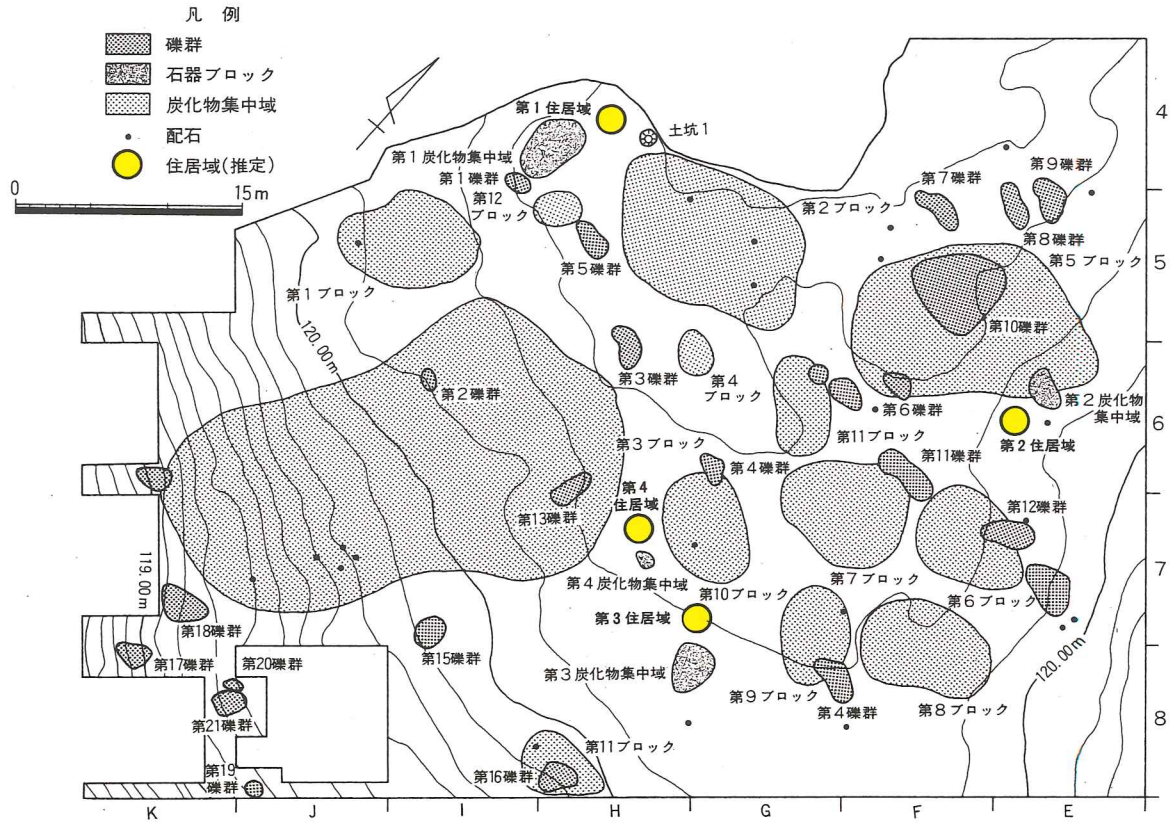 凡例
礫群
石器ブロック
炭化物集中域
配石
住居域(推定)
0
15m
第1住居域
土坑1
第1炭化物集中域
第1礫群
第12
ブロック
第5礫群
第1ブロック
120.00m
第2ブロック
第7礫群
第9礫群
第8礫群
第5ブロック
第10礫群
第2礫群
第3礫群
第4
ブロック
第6礫群
第2炭化物
集中域
第2住居域
第3ブロック
第4礫群
第11ブロック
第11礫群
第4
住居域
第13礫群
第12礫群
第4炭化物集中域
第10ブロック
第7ブロック
第6ブロック
119.00m
第3住居域
第18礫群
第17礫群
第20礫群
第15礫群
第3炭化物集中域
第9ブロック
第4礫群
第8ブロック
120.00m
第21礫群
第19
礫群
第16礫群
第11ブロック
4
5
6
7
8
K
J
I
H
G
F
E